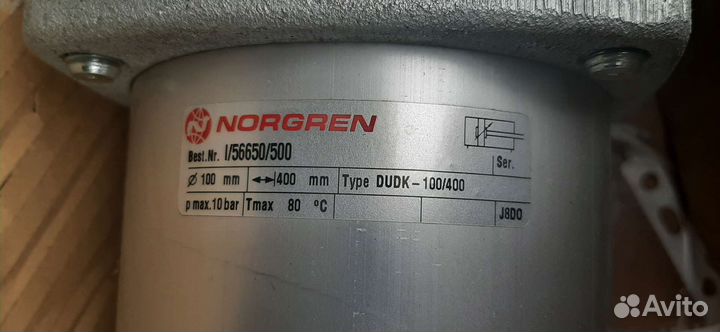 NORGREN
Best.Nr. I/56650/500
Ser.
Ø 100 mm ↔ 400 mm Type DUDK-100/400
p max. 10 bar Tmax 80 °C J8DO
Avito